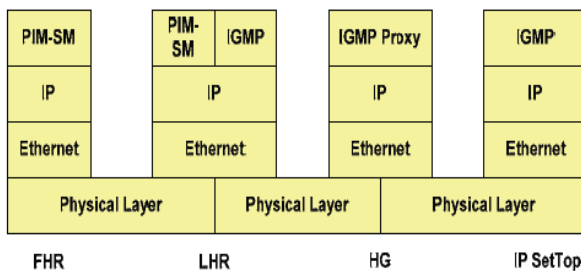 PIM-SM
PIM-
SM
IGMP
IGMP Proxy
IGMP
IP
IP
IP
IP
Ethernet
Ethernet
Ethernet
Ethernet
Physical Layer
Physical Layer
Physical Layer
FHR
LHR
HG
IP SetTop